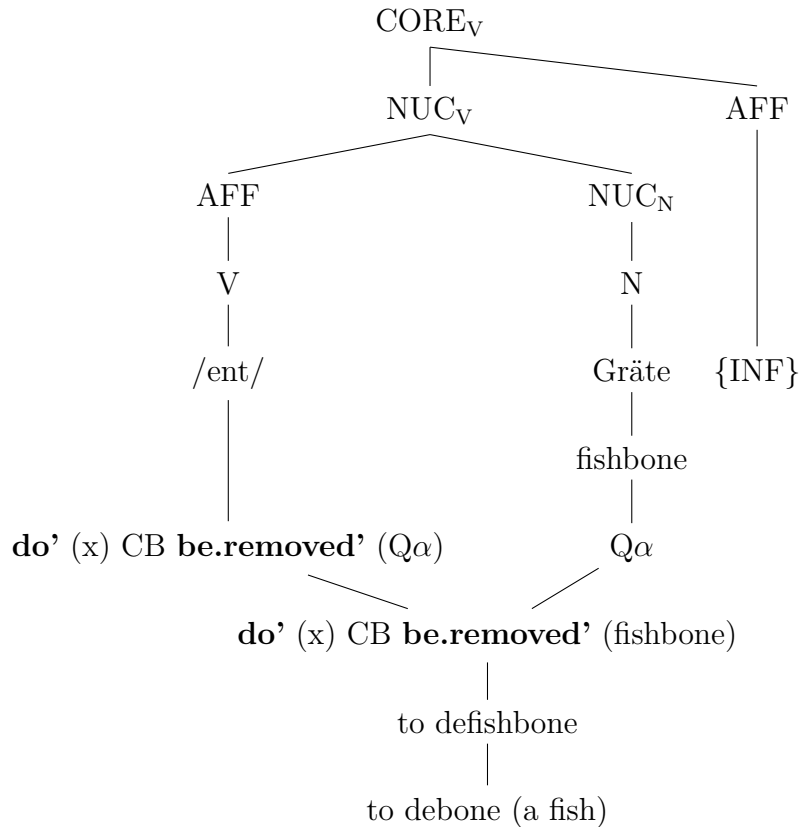 CORE_V
NUC_V AFF
AFF NUC_N
V N
/ent/ Gräte {INF}
fishbone
do’ (x) CB be.removed’ (Qα) Qα
do’ (x) CB be.removed’ (fishbone)
to defishbone
to debone (a fish)